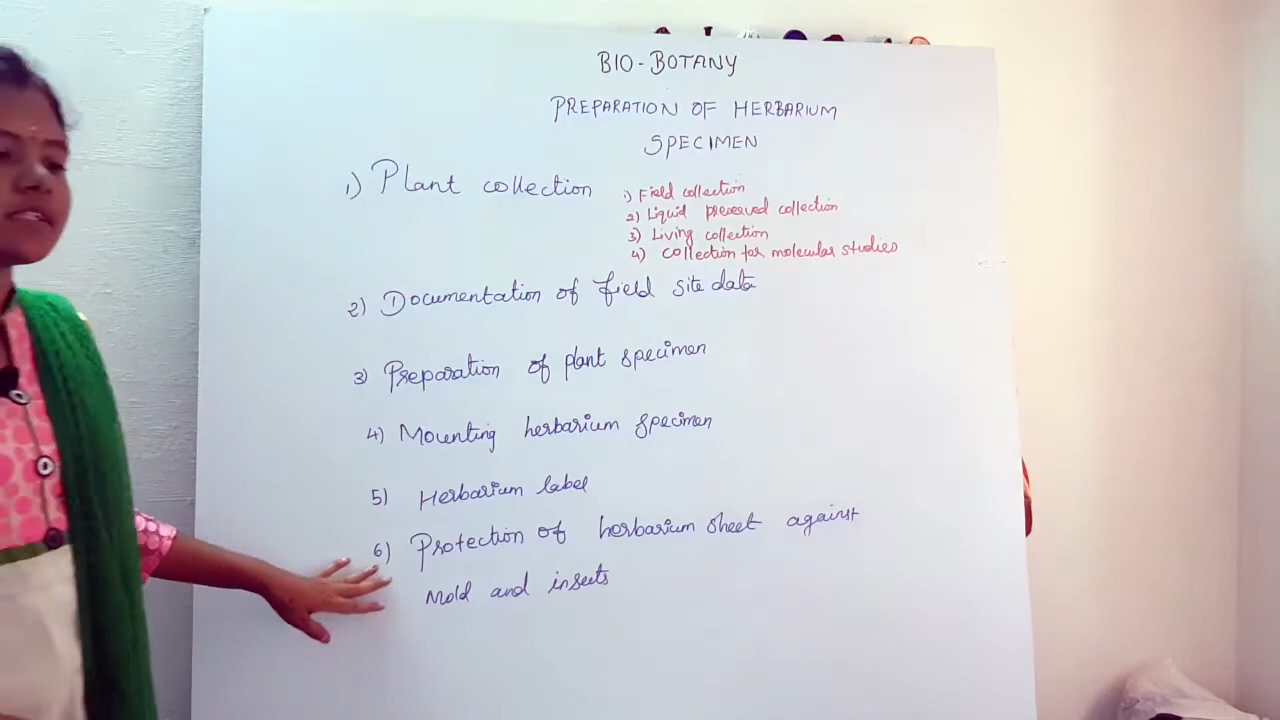 BIO-BOTANY
PREPARATION OF HERBARIUM
SPECIMEN
1) Plant collection
1) Field collection
2) Liquid preserved collection
3) Living collection
4) collection for molecular studies
2) Documentation of field site data
3) Preparation of plant specimen
4) Mounting herbarium specimen
5) Herbarium label
6) Protection of herbarium sheet against
mold and insects